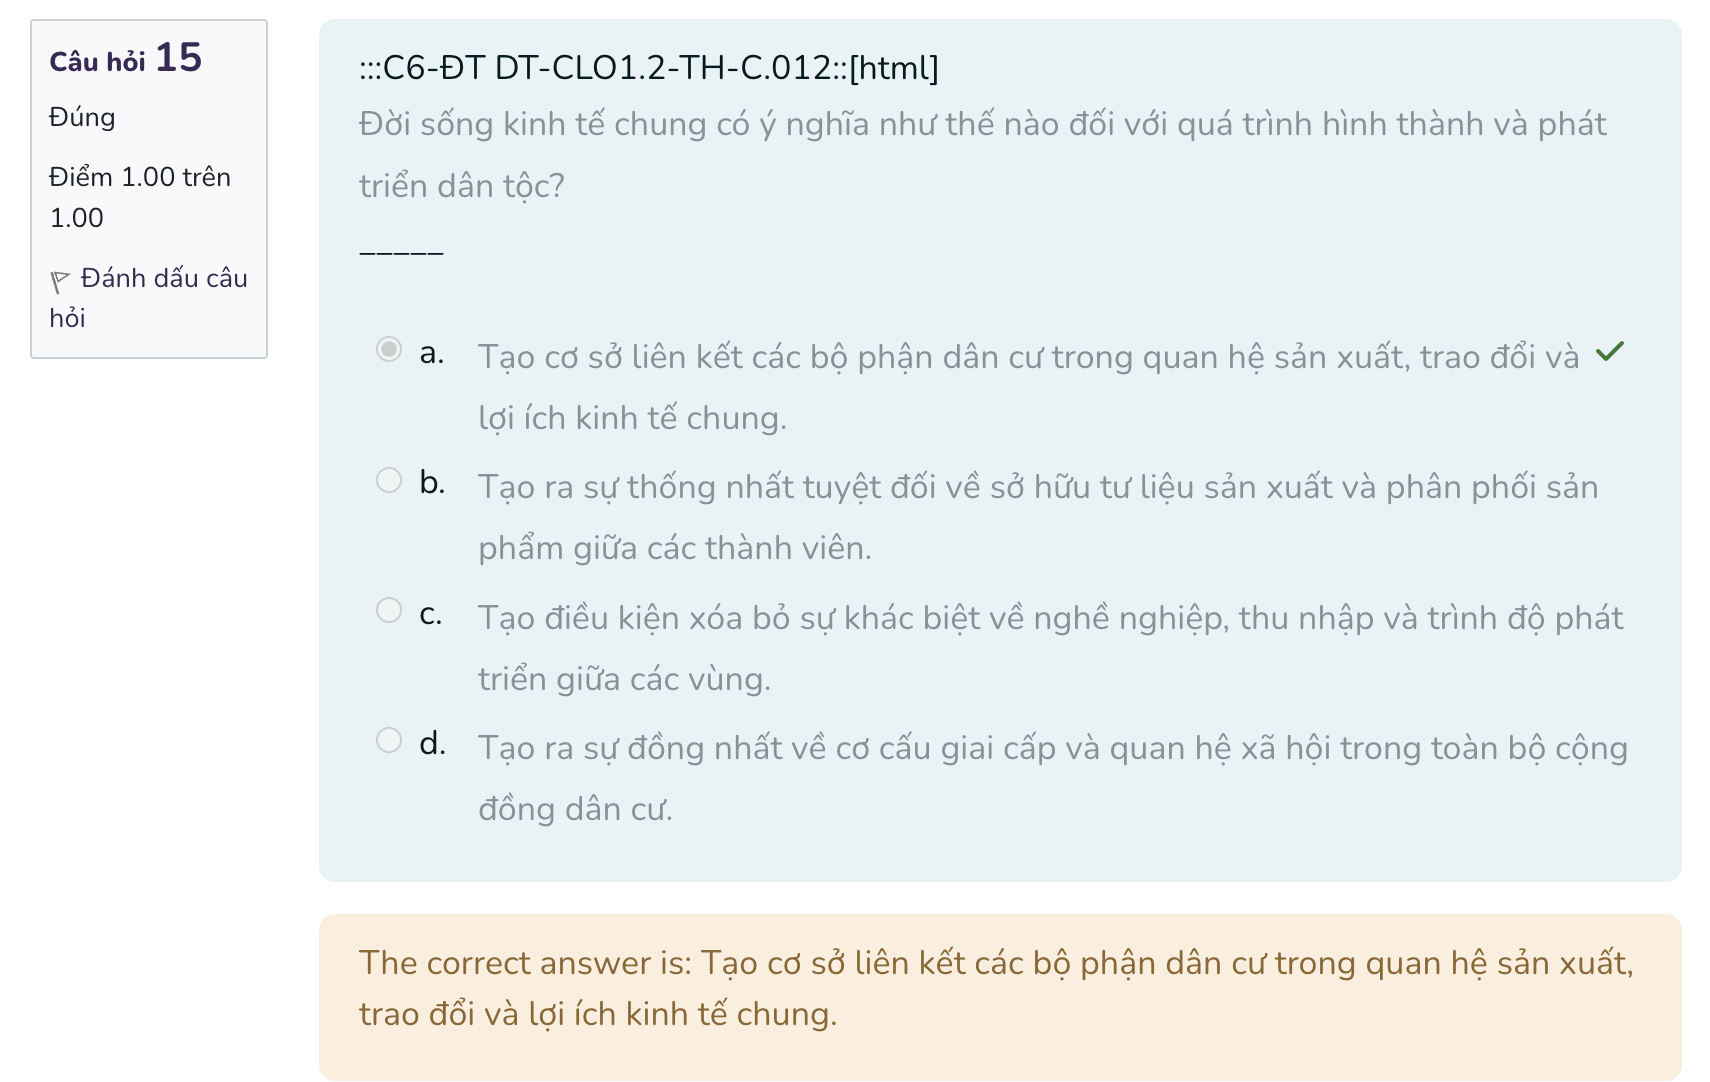 Câu hỏi 15
Đúng
Điểm 1.00 trên
1.00
Đánh dấu câu
hỏi
:::C6-ĐT DT-CLO1.2-TH-C.012::[html]
Đời sống kinh tế chung có ý nghĩa như thế nào đối với quá trình hình thành và phát
triển dân tộc?
_____
a. Tạo cơ sở liên kết các bộ phận dân cư trong quan hệ sản xuất, trao đổi và
lợi ích kinh tế chung.
b. Tạo ra sự thống nhất tuyệt đối về sở hữu tư liệu sản xuất và phân phối sản
phẩm giữa các thành viên.
c. Tạo điều kiện xóa bỏ sự khác biệt về nghề nghiệp, thu nhập và trình độ phát
triển giữa các vùng.
d. Tạo ra sự đồng nhất về cơ cấu giai cấp và quan hệ xã hội trong toàn bộ cộng
đồng dân cư.
The correct answer is: Tạo cơ sở liên kết các bộ phận dân cư trong quan hệ sản xuất,
trao đổi và lợi ích kinh tế chung.